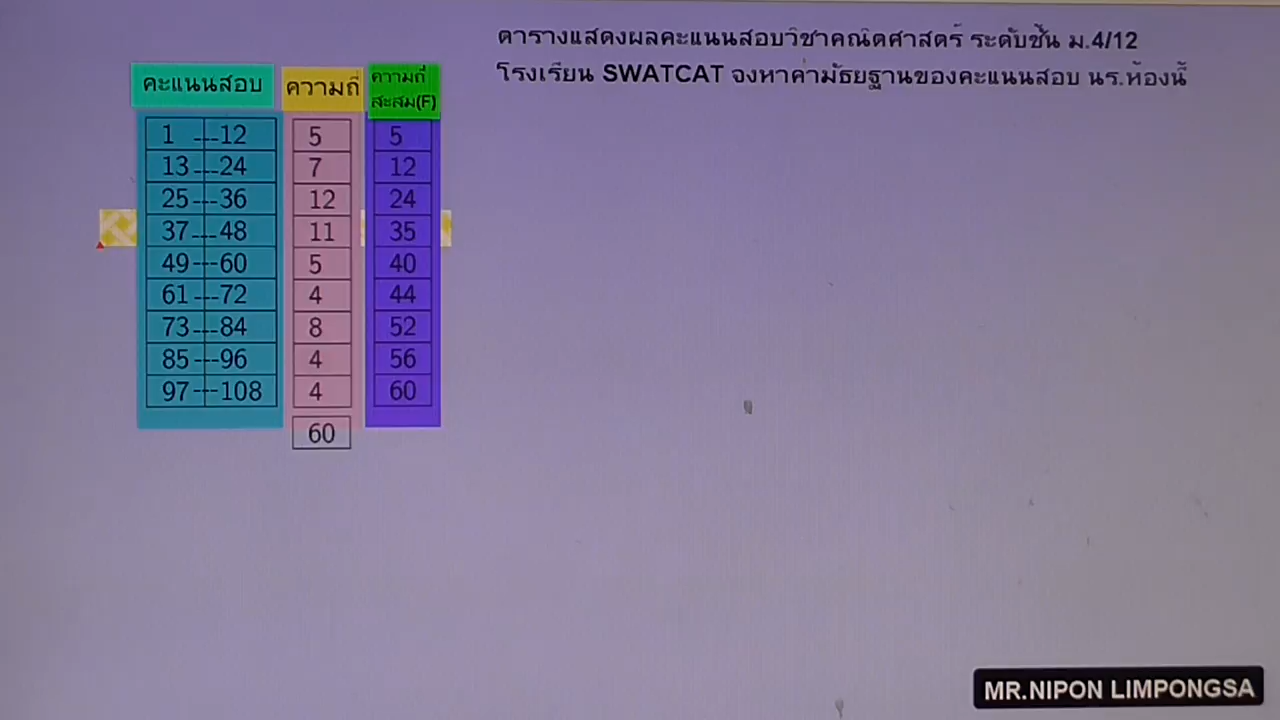 ตารางแสดงผลคะแนนสอบวิชาคณิตศาสตร์ ระดับชั้น ม.4/12
โรงเรียน SWATCAT จงหาค่ามัธยฐานของคะแนนสอบ นร.ห้องนี้
คะแนนสอบ ความถี่ ความถี่
สะสม(F)
1 --- 12 5 5
13 --- 24 7 12
25 --- 36 12 24
37 --- 48 11 35
49 --- 60 5 40
61 --- 72 4 44
73 --- 84 8 52
85 --- 96 4 56
97 --- 108 4 60
60
MR.NIPON LIMPONGSA